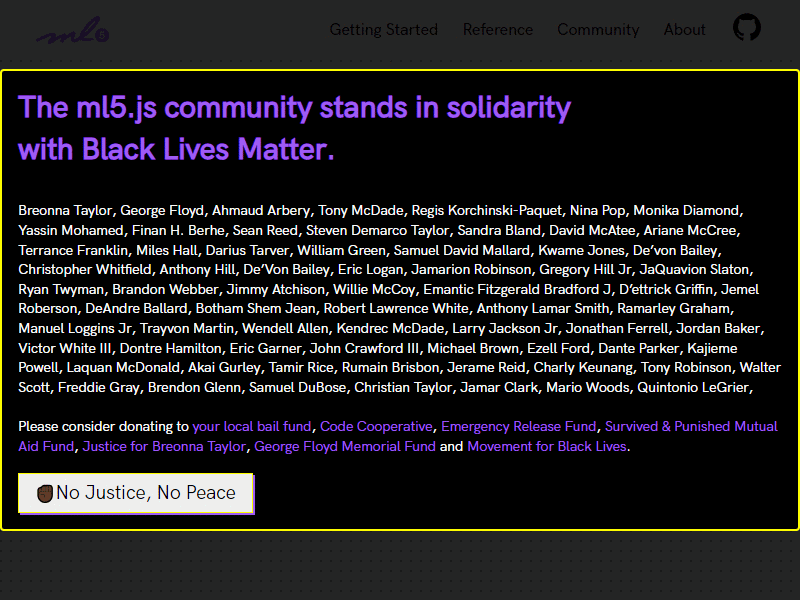 ml5
Getting Started Reference Community About
The ml5.js community stands in solidarity
with Black Lives Matter.
Breonna Taylor, George Floyd, Ahmaud Arbery, Tony McDade, Regis Korchinski-Paquet, Nina Pop, Monika Diamond,
Yassin Mohamed, Finan H. Berhe, Sean Reed, Steven Demarco Taylor, Sandra Bland, David McAtee, Ariane McCree,
Terrance Franklin, Miles Hall, Darius Tarver, William Green, Samuel David Mallard, Kwame Jones, De’von Bailey,
Christopher Whitfield, Anthony Hill, De’Von Bailey, Eric Logan, Jamarion Robinson, Gregory Hill Jr, JaQuavion Slaton,
Ryan Twyman, Brandon Webber, Jimmy Atchison, Willie McCoy, Emantic Fitzgerald Bradford J, D’ettrick Griffin, Jemel
Roberson, DeAndre Ballard, Botham Shem Jean, Robert Lawrence White, Anthony Lamar Smith, Ramarley Graham,
Manuel Loggins Jr, Trayvon Martin, Wendell Allen, Kendrec McDade, Larry Jackson Jr, Jonathan Ferrell, Jordan Baker,
Victor White III, Dontre Hamilton, Eric Garner, John Crawford III, Michael Brown, Ezell Ford, Dante Parker, Kajieme
Powell, Laquan McDonald, Akai Gurley, Tamir Rice, Rumain Brisbon, Jerame Reid, Charly Keunang, Tony Robinson, Walter
Scott, Freddie Gray, Brendon Glenn, Samuel DuBose, Christian Taylor, Jamar Clark, Mario Woods, Quintonio LeGrier,
Please consider donating to your local bail fund, Code Cooperative, Emergency Release Fund, Survived & Punished Mutual
Aid Fund, Justice for Breonna Taylor, George Floyd Memorial Fund and Movement for Black Lives.
✊🏿No Justice, No Peace